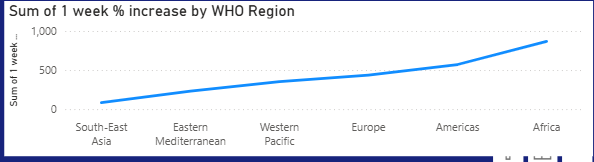 Sum of 1 week % increase by WHO Region
Sum of 1 week ...
1,000
500
0
South-East
Asia
Eastern
Mediterranean
Western
Pacific
Europe
Americas
Africa